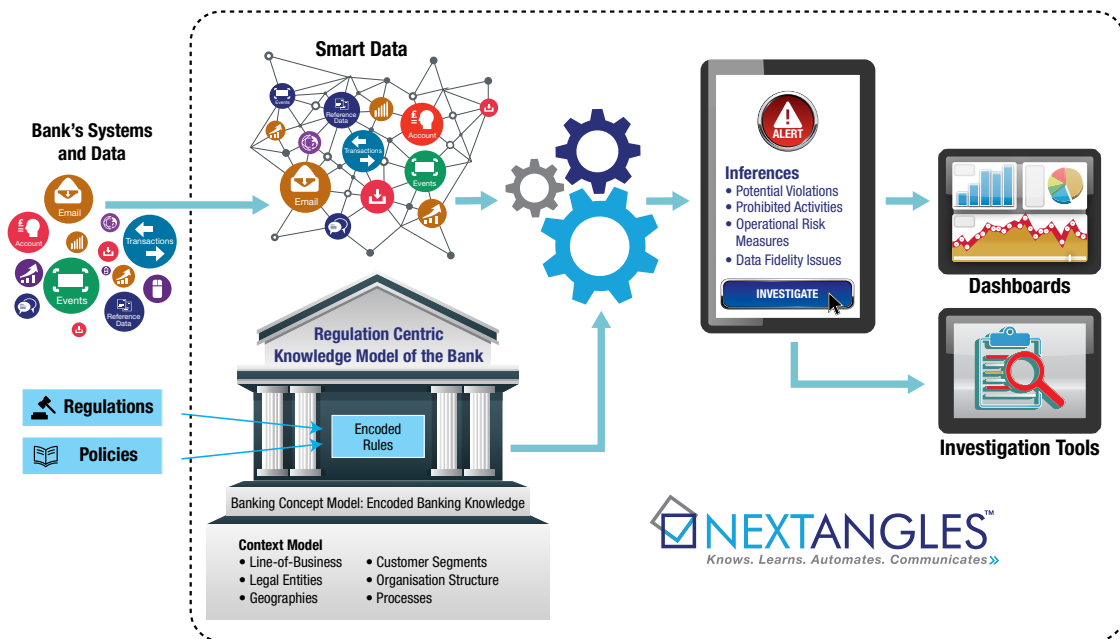 Bank's Systems
and Data
Email
£
Account
Transactions
Events
Reference
Data
Smart Data
Events
Reference
Data
£
Account
Transactions
Events
Email
ALERT
Inferences
• Potential Violations
• Prohibited Activities
• Operational Risk
Measures
• Data Fidelity Issues
INVESTIGATE
Dashboards
Investigation Tools
Regulations
Policies
Regulation Centric
Knowledge Model of the Bank
Encoded
Rules
Banking Concept Model: Encoded Banking Knowledge
Context Model
• Line-of-Business
• Legal Entities
• Geographies
• Customer Segments
• Organisation Structure
• Processes
NEXTANGLES™
Knows. Learns. Automates. Communicates»